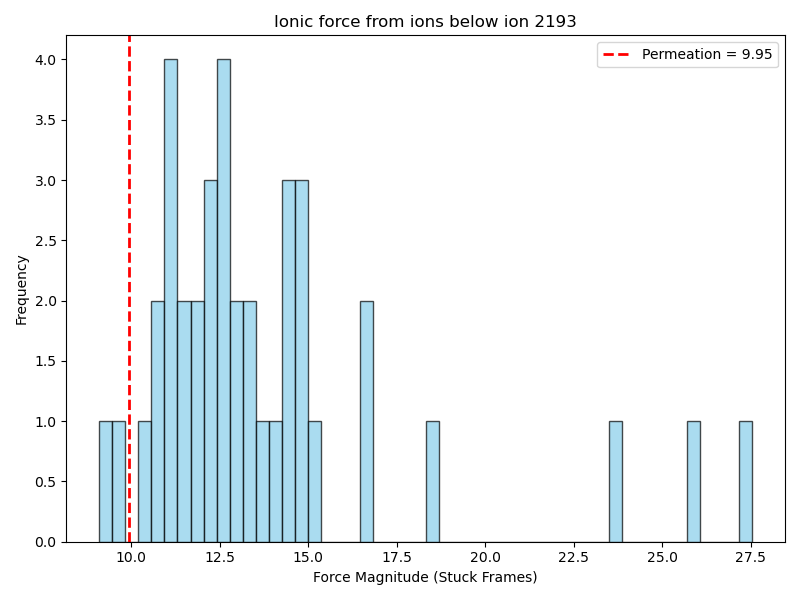 Ionic force from ions below ion 2193
Permeation = 9.95
Frequency
4.0
3.5
3.0
2.5
2.0
1.5
1.0
0.5
0.0
10.0 12.5 15.0 17.5 20.0 22.5 25.0 27.5
Force Magnitude (Stuck Frames)